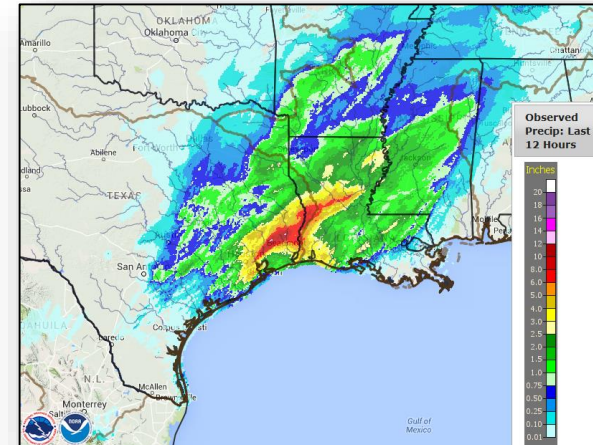 OKLAHOMA
Oklahoma City
Amarillo
Lubbock
Abilene
Fort Worth
TEXAS
Jackson
Mobile
San An
Corpus Christi
Laredo
McAllen
Brownsville
N.L.
Monterrey
Gulf of
Mexico
Observed
Precip: Last
12 Hours
Inches
20
18
16
14
12
10
8.0
6.0
5.0
4.0
3.0
2.5
2.0
1.5
1.0
0.75
0.50
0.25
0.10
0.01